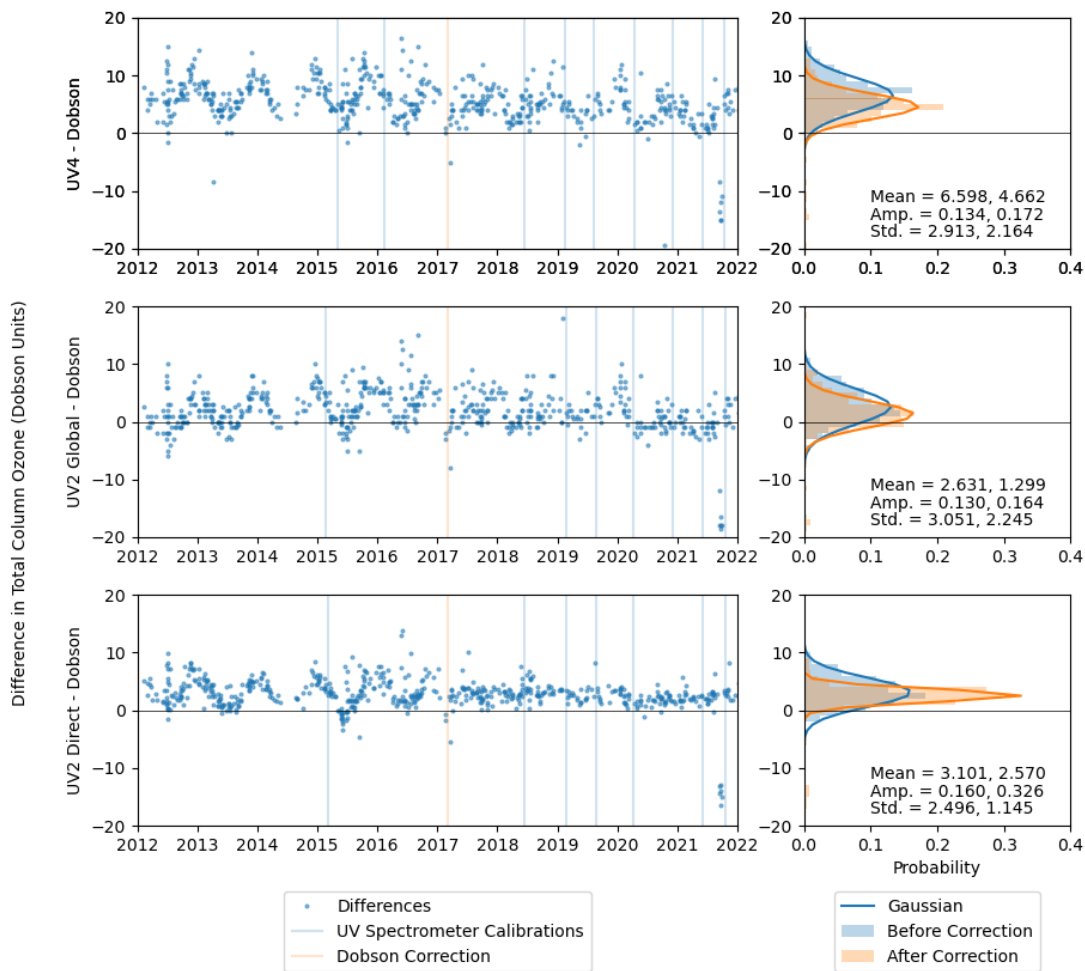 Difference in Total Column Ozone (Dobson Units)
UV4 - Dobson
20
10
0
−10
−20
2012 2013 2014 2015 2016 2017 2018 2019 2020 2021 2022
Mean = 6.598, 4.662
Amp. = 0.134, 0.172
Std. = 2.913, 2.164
20
10
0
−10
−20
0.0 0.1 0.2 0.3 0.4
UV2 Global - Dobson
20
10
0
−10
−20
2012 2013 2014 2015 2016 2017 2018 2019 2020 2021 2022
Mean = 2.631, 1.299
Amp. = 0.130, 0.164
Std. = 3.051, 2.245
20
10
0
−10
−20
0.0 0.1 0.2 0.3 0.4
UV2 Direct - Dobson
20
10
0
−10
−20
2012 2013 2014 2015 2016 2017 2018 2019 2020 2021 2022
Mean = 3.101, 2.570
Amp. = 0.160, 0.326
Std. = 2.496, 1.145
20
10
0
−10
−20
0.0 0.1 0.2 0.3 0.4
Probability
Differences
UV Spectrometer Calibrations
Dobson Correction
Gaussian
Before Correction
After Correction